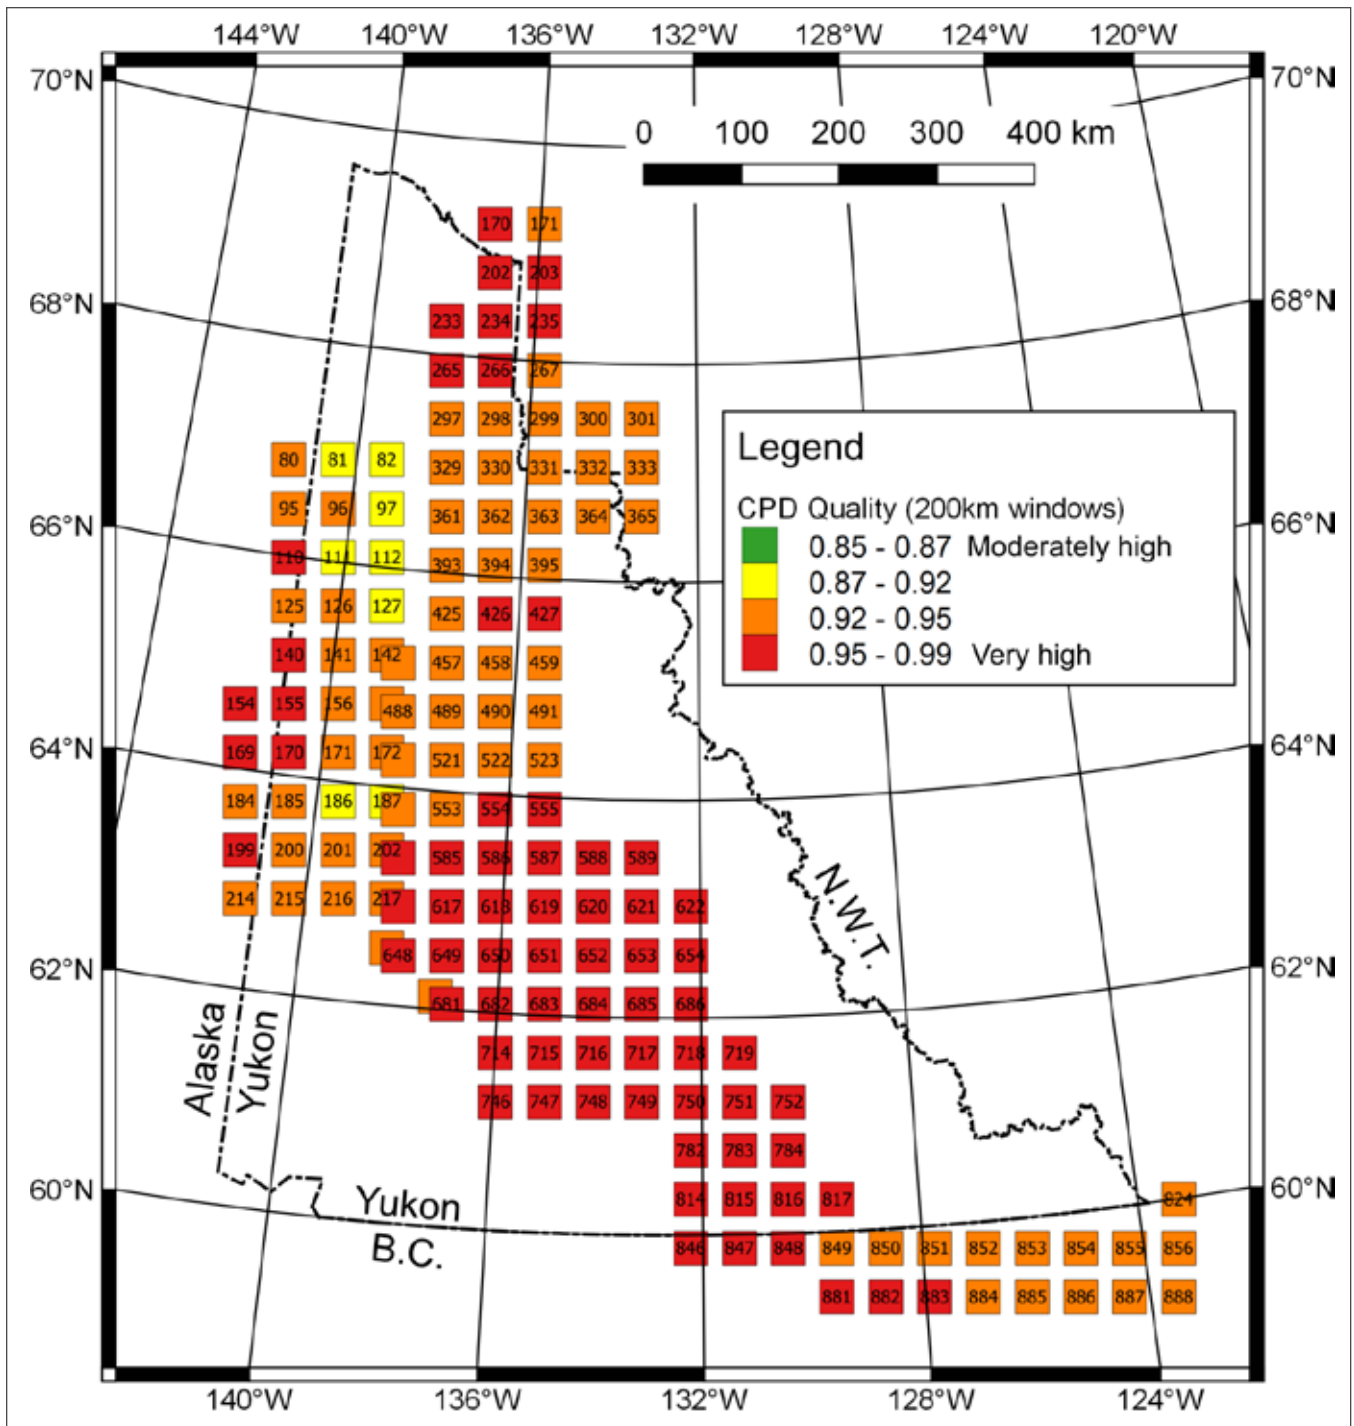 144°W 140°W 136°W 132°W 128°W 124°W 120°W
70°N 70°N
0 100 200 300 400 km
170 171
202 203
68°N 68°N
233 234 235
265 266 267
297 298 299 300 301
Legend
80 81 82 329 330 331 332 333
95 96 97 361 362 363 364 365
CPD Quality (200km windows)
66°N 66°N
0.85 - 0.87 Moderately high
110 111 112 393 394 395
0.87 - 0.92
125 126 127 425 426 427
0.92 - 0.95
140 141 142 457 458 459
0.95 - 0.99 Very high
154 155 156 488 489 490 491
64°N 64°N
169 170 171 172 521 522 523
184 185 186 187 553 554 555
199 200 201 202 585 586 587 588 589
214 215 216 217 617 618 619 620 621 622
N.W.T.
62°N 62°N
648 649 650 651 652 653 654
681 682 683 684 685 686
Alaska
Yukon
714 715 716 717 718 719
746 747 748 749 750 751 752
782 783 784
60°N 60°N
814 815 816 817 824
Yukon
B.C.
846 847 848 849 850 851 852 853 854 855 856
881 882 883 884 885 886 887 888
140°W 136°W 132°W 128°W 124°W